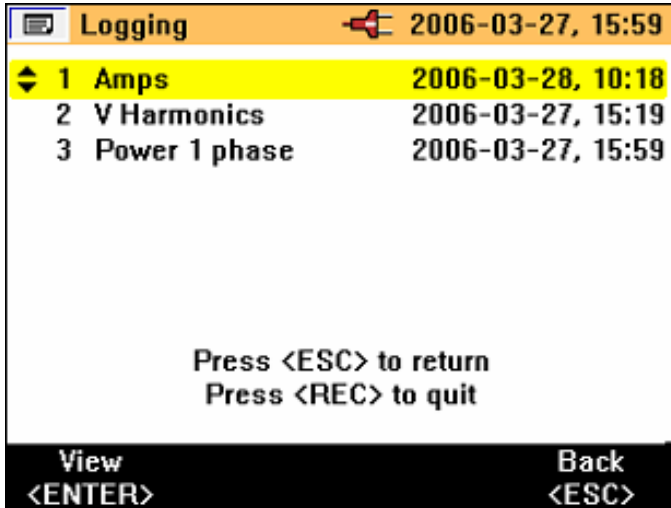 Logging 2006-03-27, 15:59
1 Amps 2006-03-28, 10:18
2 V Harmonics 2006-03-27, 15:19
3 Power 1 phase 2006-03-27, 15:59
Press <ESC> to return
Press <REC> to quit
View Back
<ENTER> <ESC>